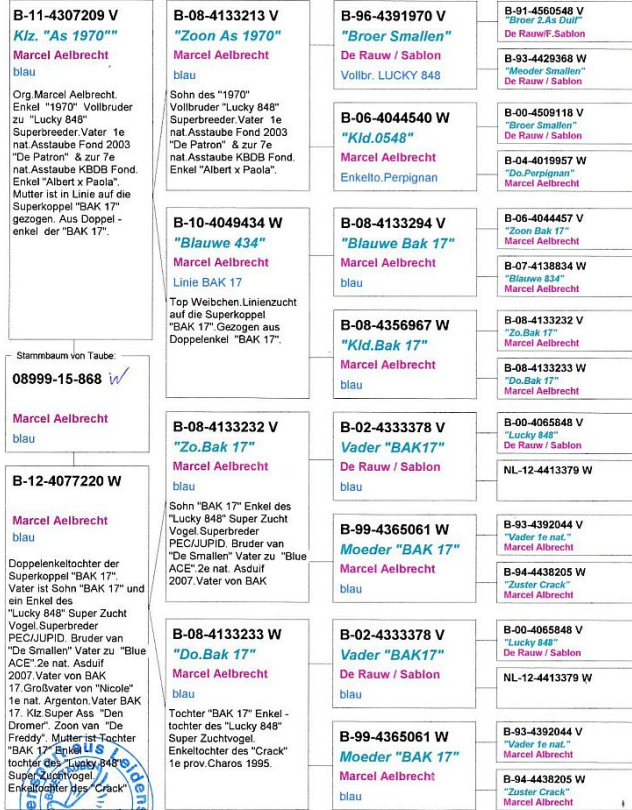 B-11-4307209 V
Klz. "As 1970""
Marcel Aelbrecht
blau
Org.Marcel Aelbrecht.
Enkel "1970" Vollbruder
zu "Lucky 848"
Superbreeder.Vater 1e
nat.Asstaube Fond 2003
"De Patron" & zur 7e
nat.Asstaube KBDB Fond.
Enkel "Albert x Paola".
Mutter ist in Linie auf die
Superkoppel "BAK 17"
gezogen. Aus Doppel -
enkel der "BAK 17".
Stammbaum von Taube:
08999-15-868 W
Marcel Aelbrecht
blau
B-12-4077220 W
Marcel Aelbrecht
blau
Doppelenkeltochter der
Superkoppel "BAK 17".
Vater ist Sohn "BAK 17" und
ein Enkel des
"Lucky 848" Super Zucht
Vogel.Superbreder
PEC/JUPID. Bruder van
"De Smallen" Vater zu "Blue
ACE".2e nat. Asduif
2007.Vater von BAK
17.Großvater von "Nicole"
1e nat. Argenton.Vater BAK
17. Klz.Super Ass "Den
Dromer". Zoon van "De
Freddy". Mutter ist Tochter
"BAK 17" Enkel
tochter des "Lucky 848"
Super Zuchtvogel.
Enkeltochter des "Crack"
B-08-4133213 V
"Zoon As 1970"
Marcel Aelbrecht
blau
Sohn des "1970"
Vollbruder "Lucky 848"
Superbreeder.Vater 1e
nat.Asstaube Fond 2003
"De Patron" & zur 7e
nat.Asstaube KBDB Fond.
Enkel "Albert x Paola".
B-10-4049434 W
"Blauwe 434"
Marcel Aelbrecht
Linie BAK 17
Top Weibchen.Linienzucht
auf die Superkoppel
"BAK 17".Gezogen aus
Doppelenkel "BAK 17".
B-08-4133232 V
"Zo.Bak 17"
Marcel Aelbrecht
blau
Sohn "BAK 17" Enkel des
"Lucky 848" Super Zucht
Vogel.Superbreder
PEC/JUPID. Bruder van
"De Smallen" Vater zu "Blue
ACE".2e nat. Asduif
2007.Vater von BAK
B-08-4133233 W
"Do.Bak 17"
Marcel Aelbrecht
blau
Tochter "BAK 17" Enkel -
tochter des "Lucky 848"
Super Zuchtvogel.
Enkeltochter des "Crack"
1e prov.Charos 1995.
B-96-4391970 V
"Broer Smallen"
De Rauw / Sablon
Vollbr. LUCKY 848
B-06-4044540 W
"Kld.0548"
Marcel Aelbrecht
Enkelto.Perpignan
B-08-4133294 V
"Blauwe Bak 17"
Marcel Aelbrecht
blau
B-08-4356967 W
"Kld.Bak 17"
Marcel Aelbrecht
blau
B-02-4333378 V
Vader "BAK17"
De Rauw / Sablon
blau
B-99-4365061 W
Moeder "BAK 17"
Marcel Aelbrecht
blau
B-02-4333378 V
Vader "BAK17"
De Rauw / Sablon
blau
B-99-4365061 W
Moeder "BAK 17"
Marcel Aelbrecht
blau
B-91-4560548 V
"Broer 2.As Duif"
De Rauw/F.Sablon
B-93-4429368 W
"Meoder Smallen"
De Rauw / Sablon
B-00-4509118 V
"Broer Smallen"
De Rauw / Sablon
B-04-4019957 W
"Do.Perpignan"
Marcel Aelbrecht
B-06-4044457 V
"Zoon Bak 17"
Marcel Aelbrecht
B-07-4138834 W
"Blauwe 834"
Marcel Aelbrecht
B-08-4133232 V
"Zo.Bak 17"
Marcel Aelbrecht
B-08-4133233 W
"Do.Bak 17"
Marcel Aelbrecht
B-00-4065848 V
"Lucky 848"
De Rauw / Sablon
NL-12-4413379 W
B-93-4392044 V
"Vader 1e nat."
Marcel Albrecht
B-94-4438205 W
"Zuster Crack"
Marcel Albrecht
B-00-4065848 V
"Lucky 848"
De Rauw / Sablon
NL-12-4413379 W
B-93-4392044 V
"Vader 1e nat."
Marcel Albrecht
B-94-4438205 W
"Zuster Crack"
Marcel Albrecht